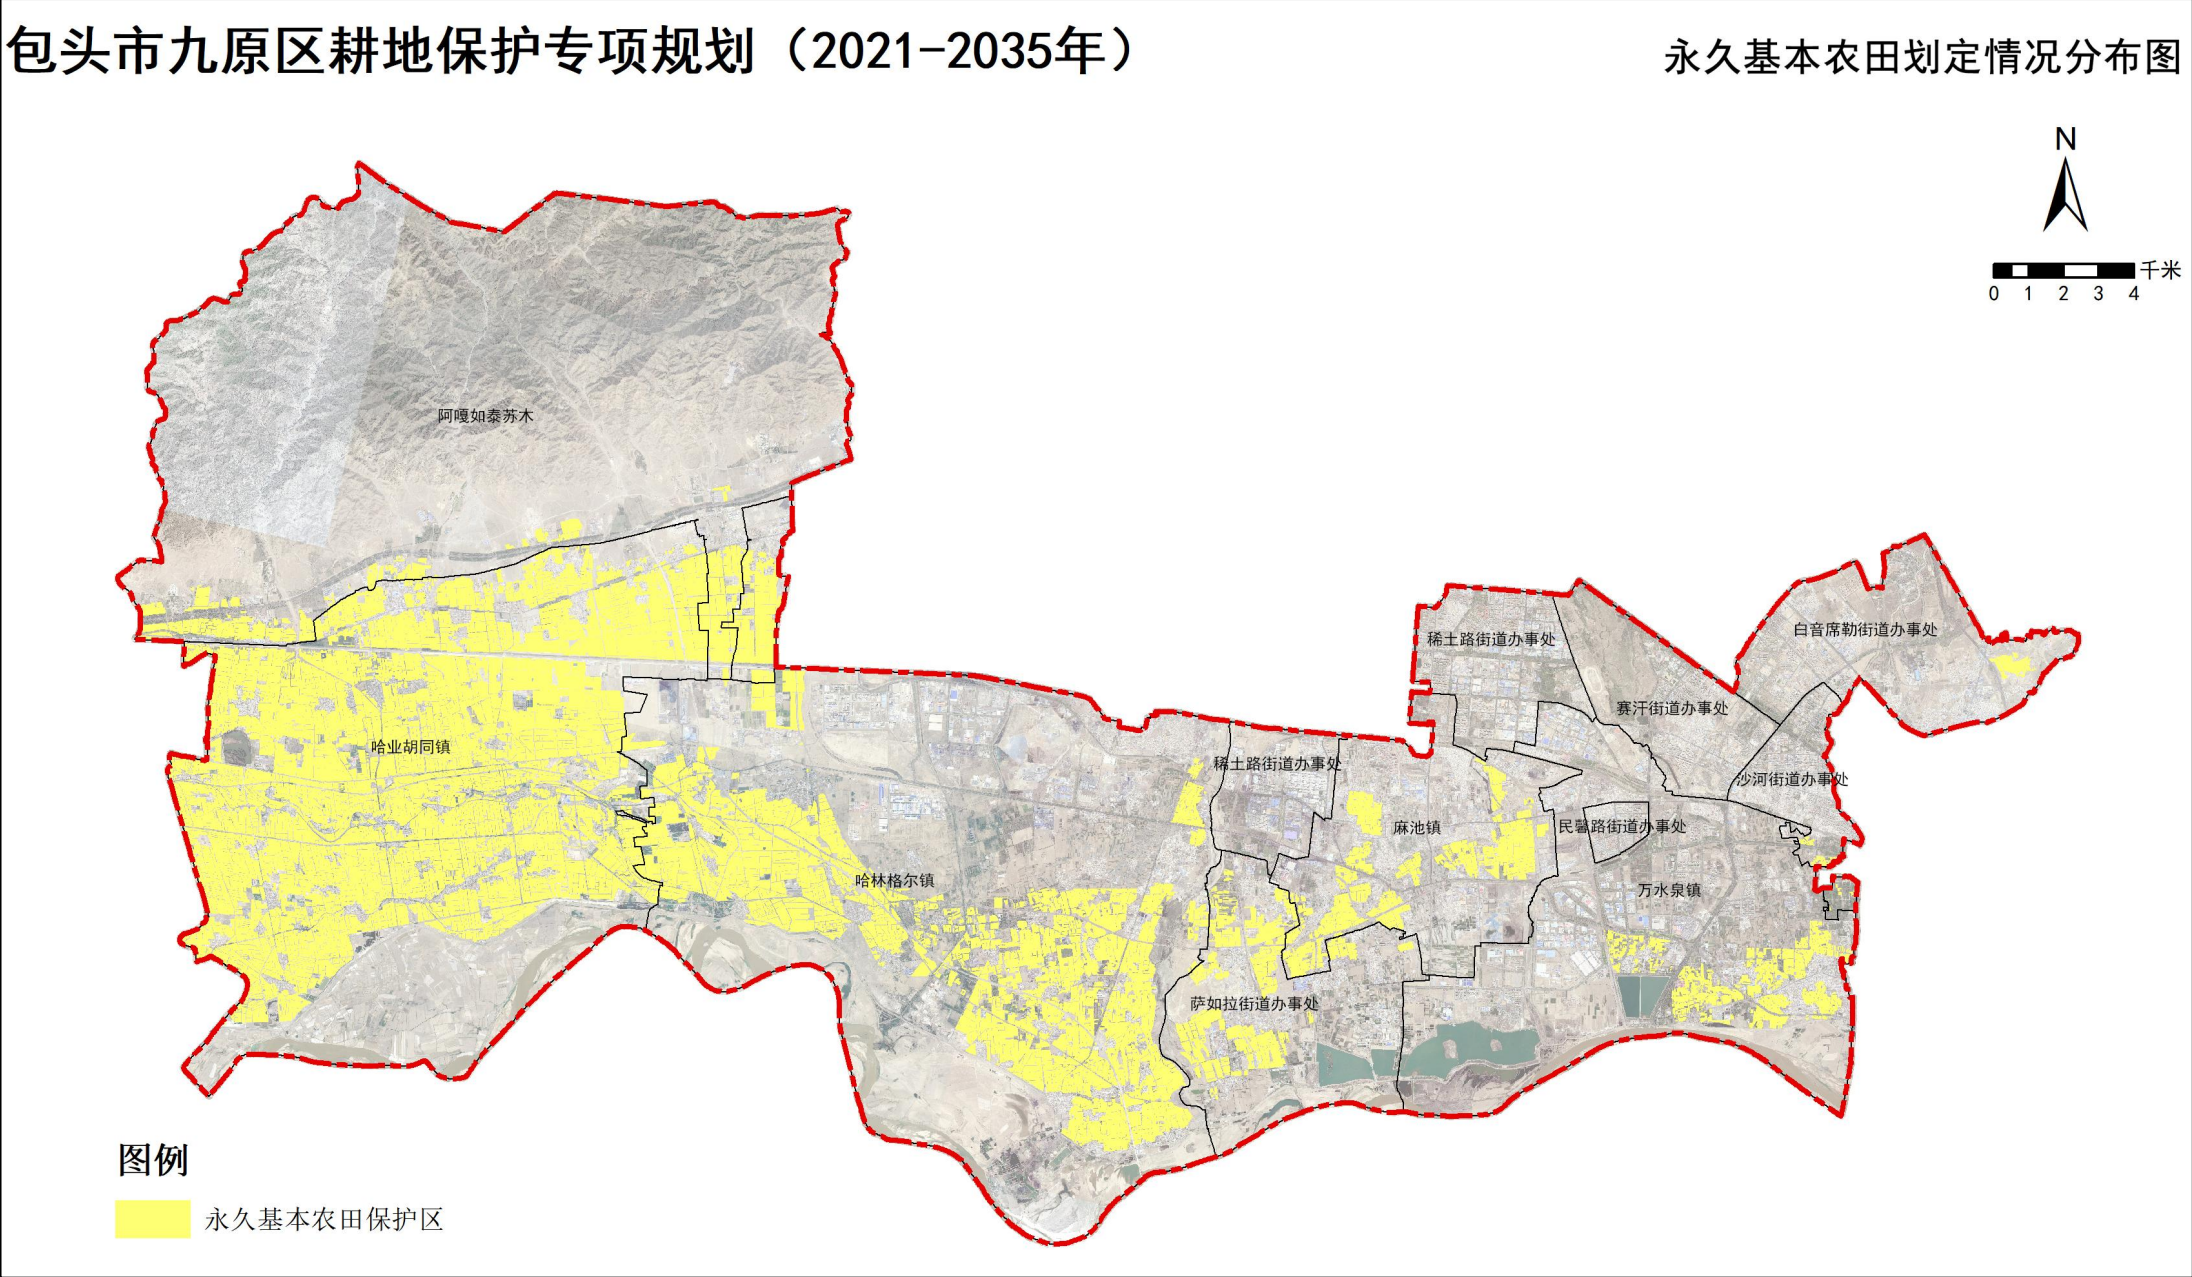 包头市九原区耕地保护专项规划（2021-2035年）
永久基本农田划定情况分布图
N
千米
0 1 2 3 4
阿嘎如泰苏木
白音席勒街道办事处
稀土路街道办事处
赛汗街道办事处
哈业胡同镇
稀土路街道办事处
沙河街道办事处
麻池镇
民馨路街道办事处
哈林格尔镇
万水泉镇
萨如拉街道办事处
图例
永久基本农田保护区